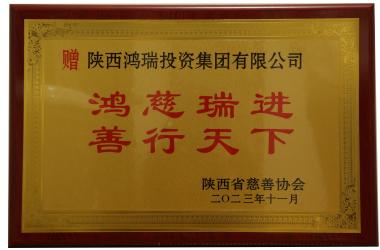 赠 陕西鸿瑞投资集团有限公司
鸿慈瑞进
善行天下
陕西省慈善协会
二〇二三年十一月